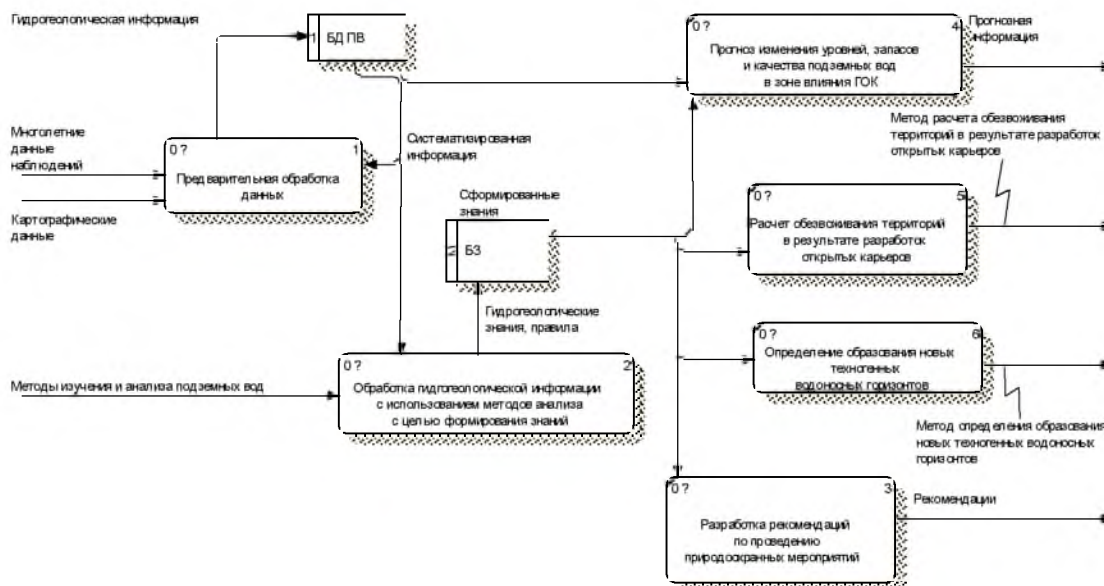 Гидрогеологическая информация
1
БД ПВ
0 ?
4
Прогноз изменения уровней, запасов
и качества подземных вод
в зоне влияния ГОК
Прогнозная
информация
Многолетние
данные
наблюдений
0 ?
1
Предварительная обработка
данных
Систематизированная
информация
Метод расчета обезвоживания
территорий в результате разработок
открытых карьеров
Картографические
данные
Сформированные
знания
БЗ
0 ?
5
Расчет обезвоживания территорий
в результате разработок
открытых карьеров
Гидрогеологические
знания, правила
0 ?
6
Определение образования новых
техногенных
водоносных горизонтов
Методы изучения и анализа подземных вод
0 ?
2
Обработка гидгогеологической информации
с использованием методов анализа
с целью формирования знаний
Метод определения образования
новых техногенных водоносных
горизонтов
0 ?
3
Разработка рекомендаций
по проведению
природоохранных мероприятий
Рекомендации